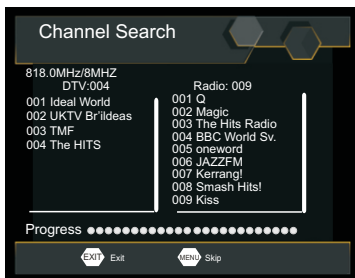 Channel Search
818.0MHz/8MHZ
DTV:004
001 Ideal World
002 UKTV Br'ildeas
003 TMF
004 The HITS
Radio: 009
001 Q
002 Magic
003 The Hits Radio
004 BBC World Sv.
005 oneword
006 JAZZFM
007 Kerrang!
008 Smash Hits!
009 Kiss
Progress
EXIT Exit
MENU Skip